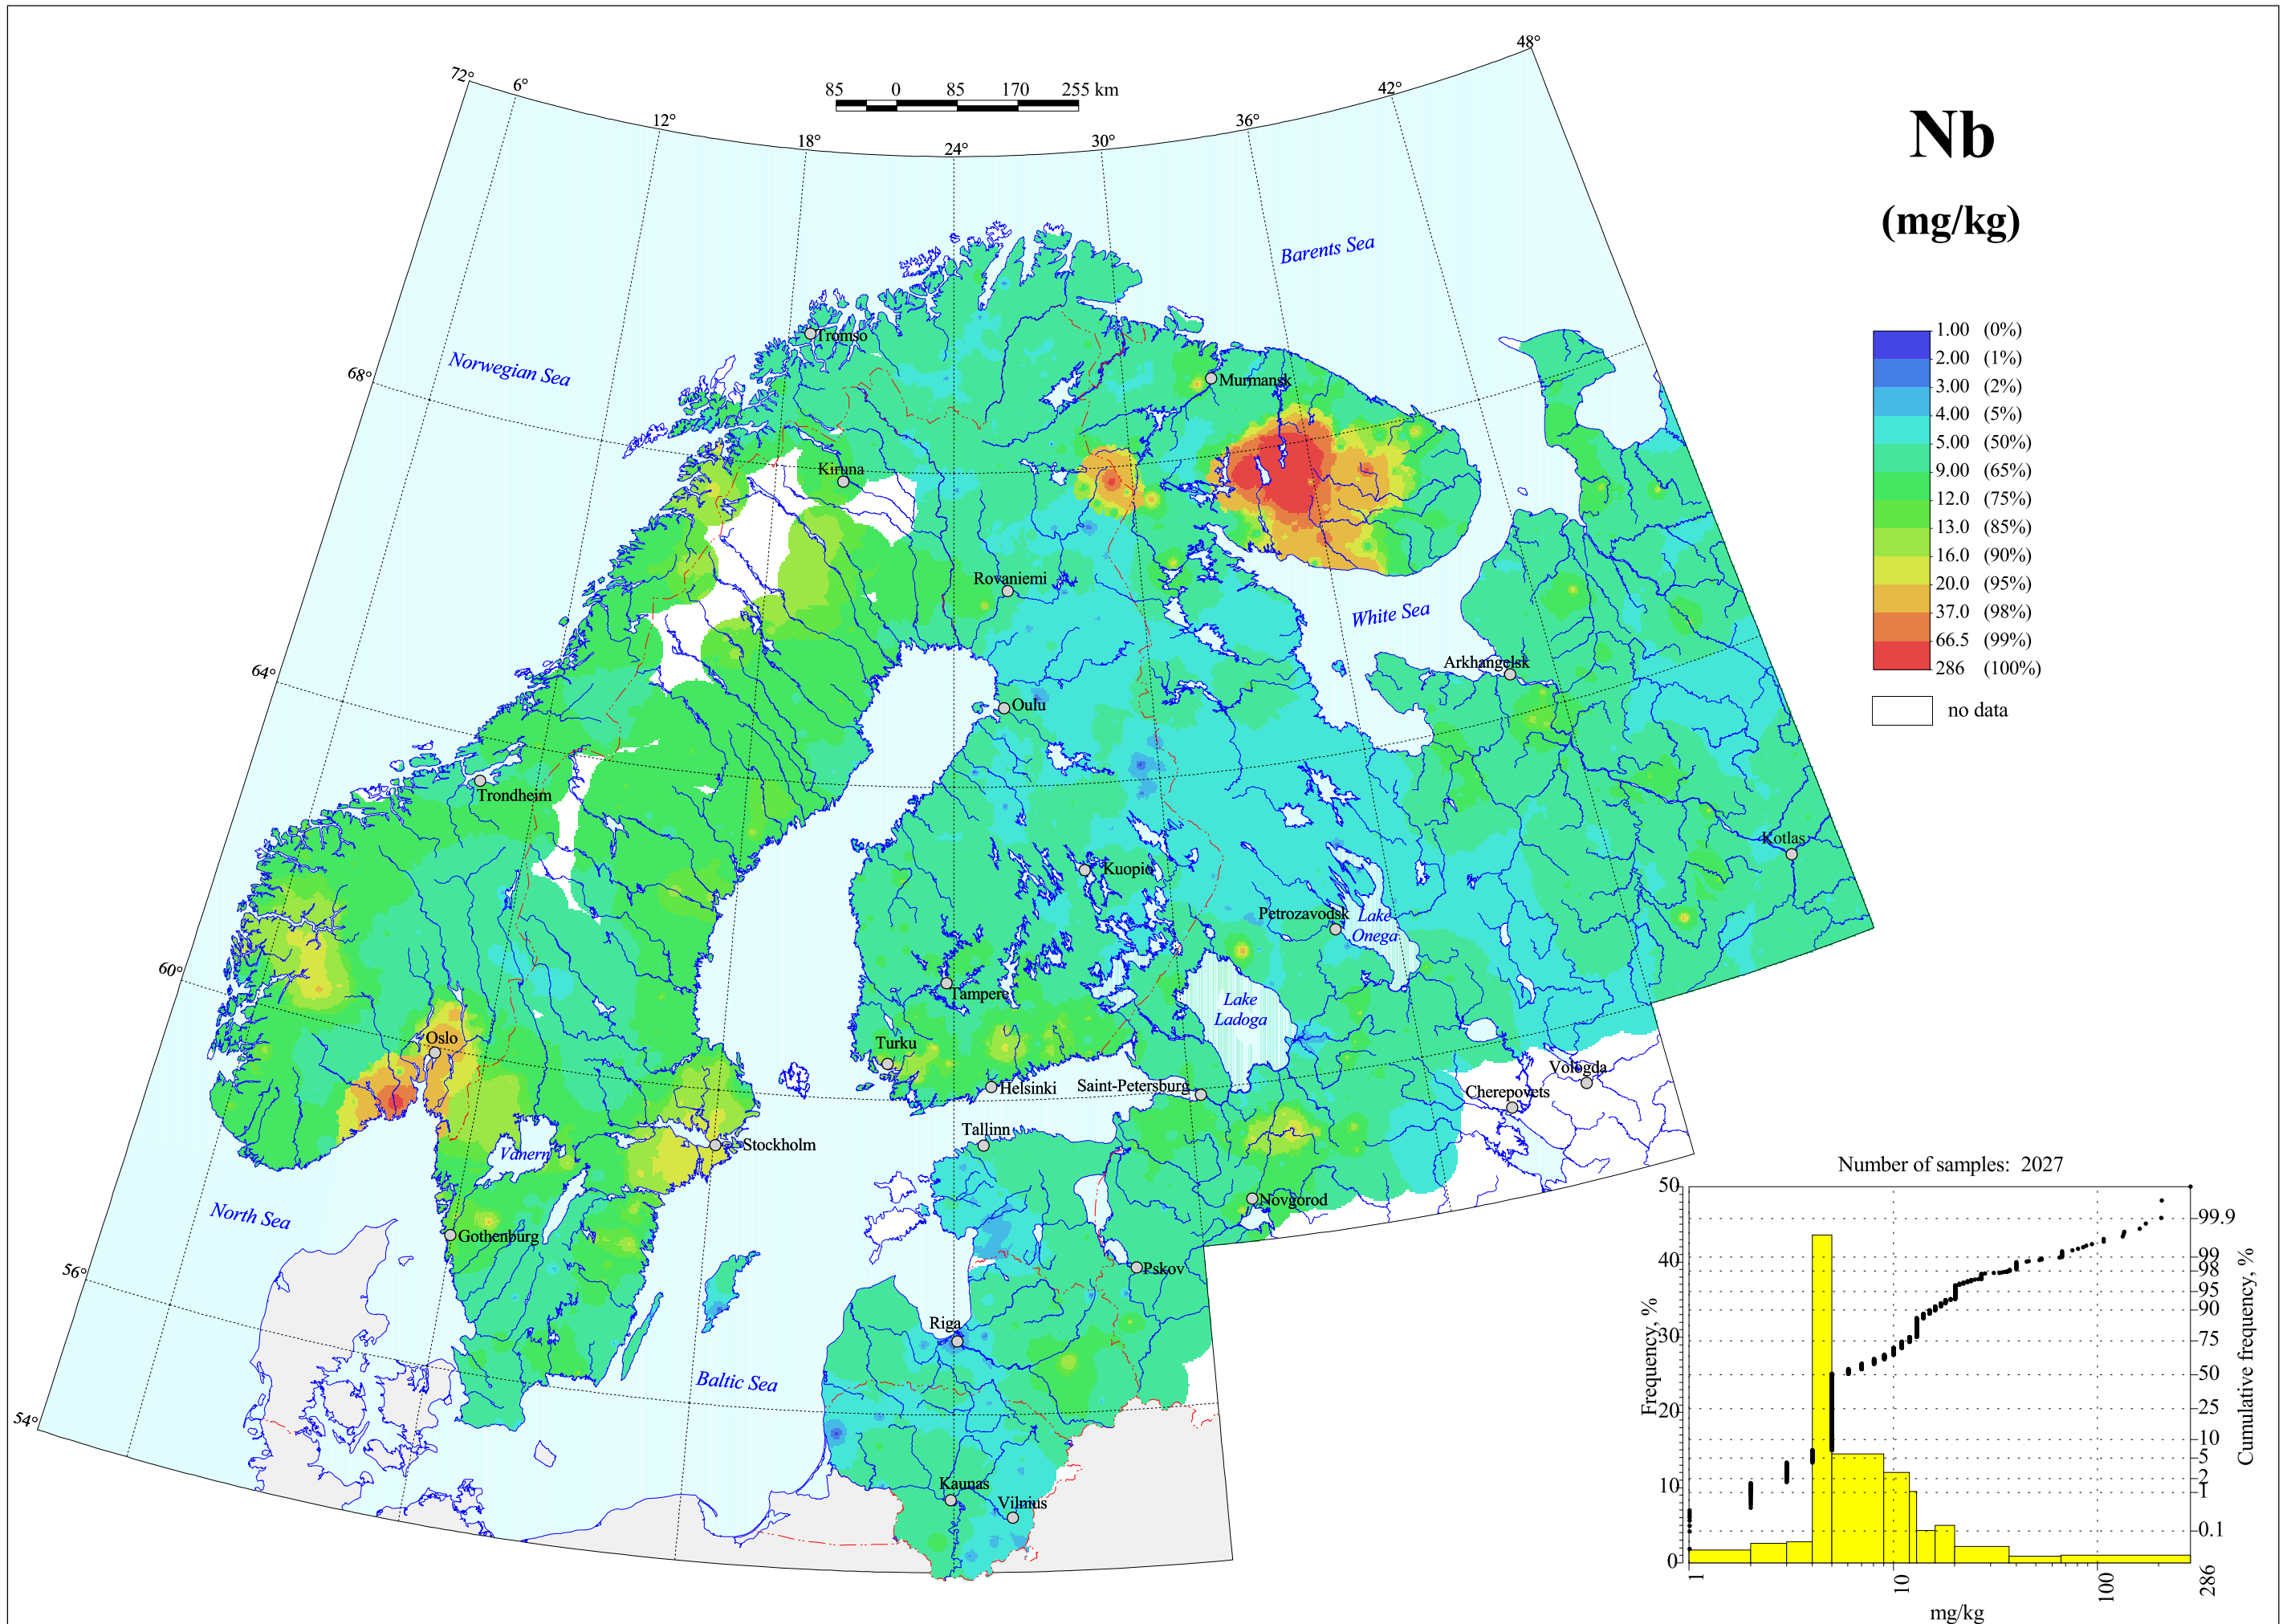 48°
72°
6°
42°
85 0 85 170 255 km
12°
36°
18°
30°
24°
Nb
(mg/kg)
Barents Sea
1.00 (0%)
2.00 (1%)
3.00 (2%)
4.00 (5%)
5.00 (50%)
9.00 (65%)
12.0 (75%)
13.0 (85%)
16.0 (90%)
20.0 (95%)
37.0 (98%)
66.5 (99%)
286 (100%)
no data
Tromso
Norwegian Sea
68°
Murmansk
Kiruna
Rovaniemi
White Sea
Arkhangelsk
64°
Oulu
Trondheim
Kotlas
Kuopio
Petrozavodsk
Lake
Onega
60°
Tampere
Lake
Ladoga
Oslo
Turku
Helsinki
Saint-Petersburg
Vologda
Cherepovets
Tallinn
Stockholm
Vanern
Novgorod
North Sea
Gothenburg
56°
Pskov
Riga
Baltic Sea
54°
Kaunas
Vilnius
Number of samples: 2027
50
40
30
20
10
0
Frequency, %
99.9
99
98
95
90
75
50
25
10
5
2
1
0.1
Cumulative frequency, %
1
10
100
286
mg/kg